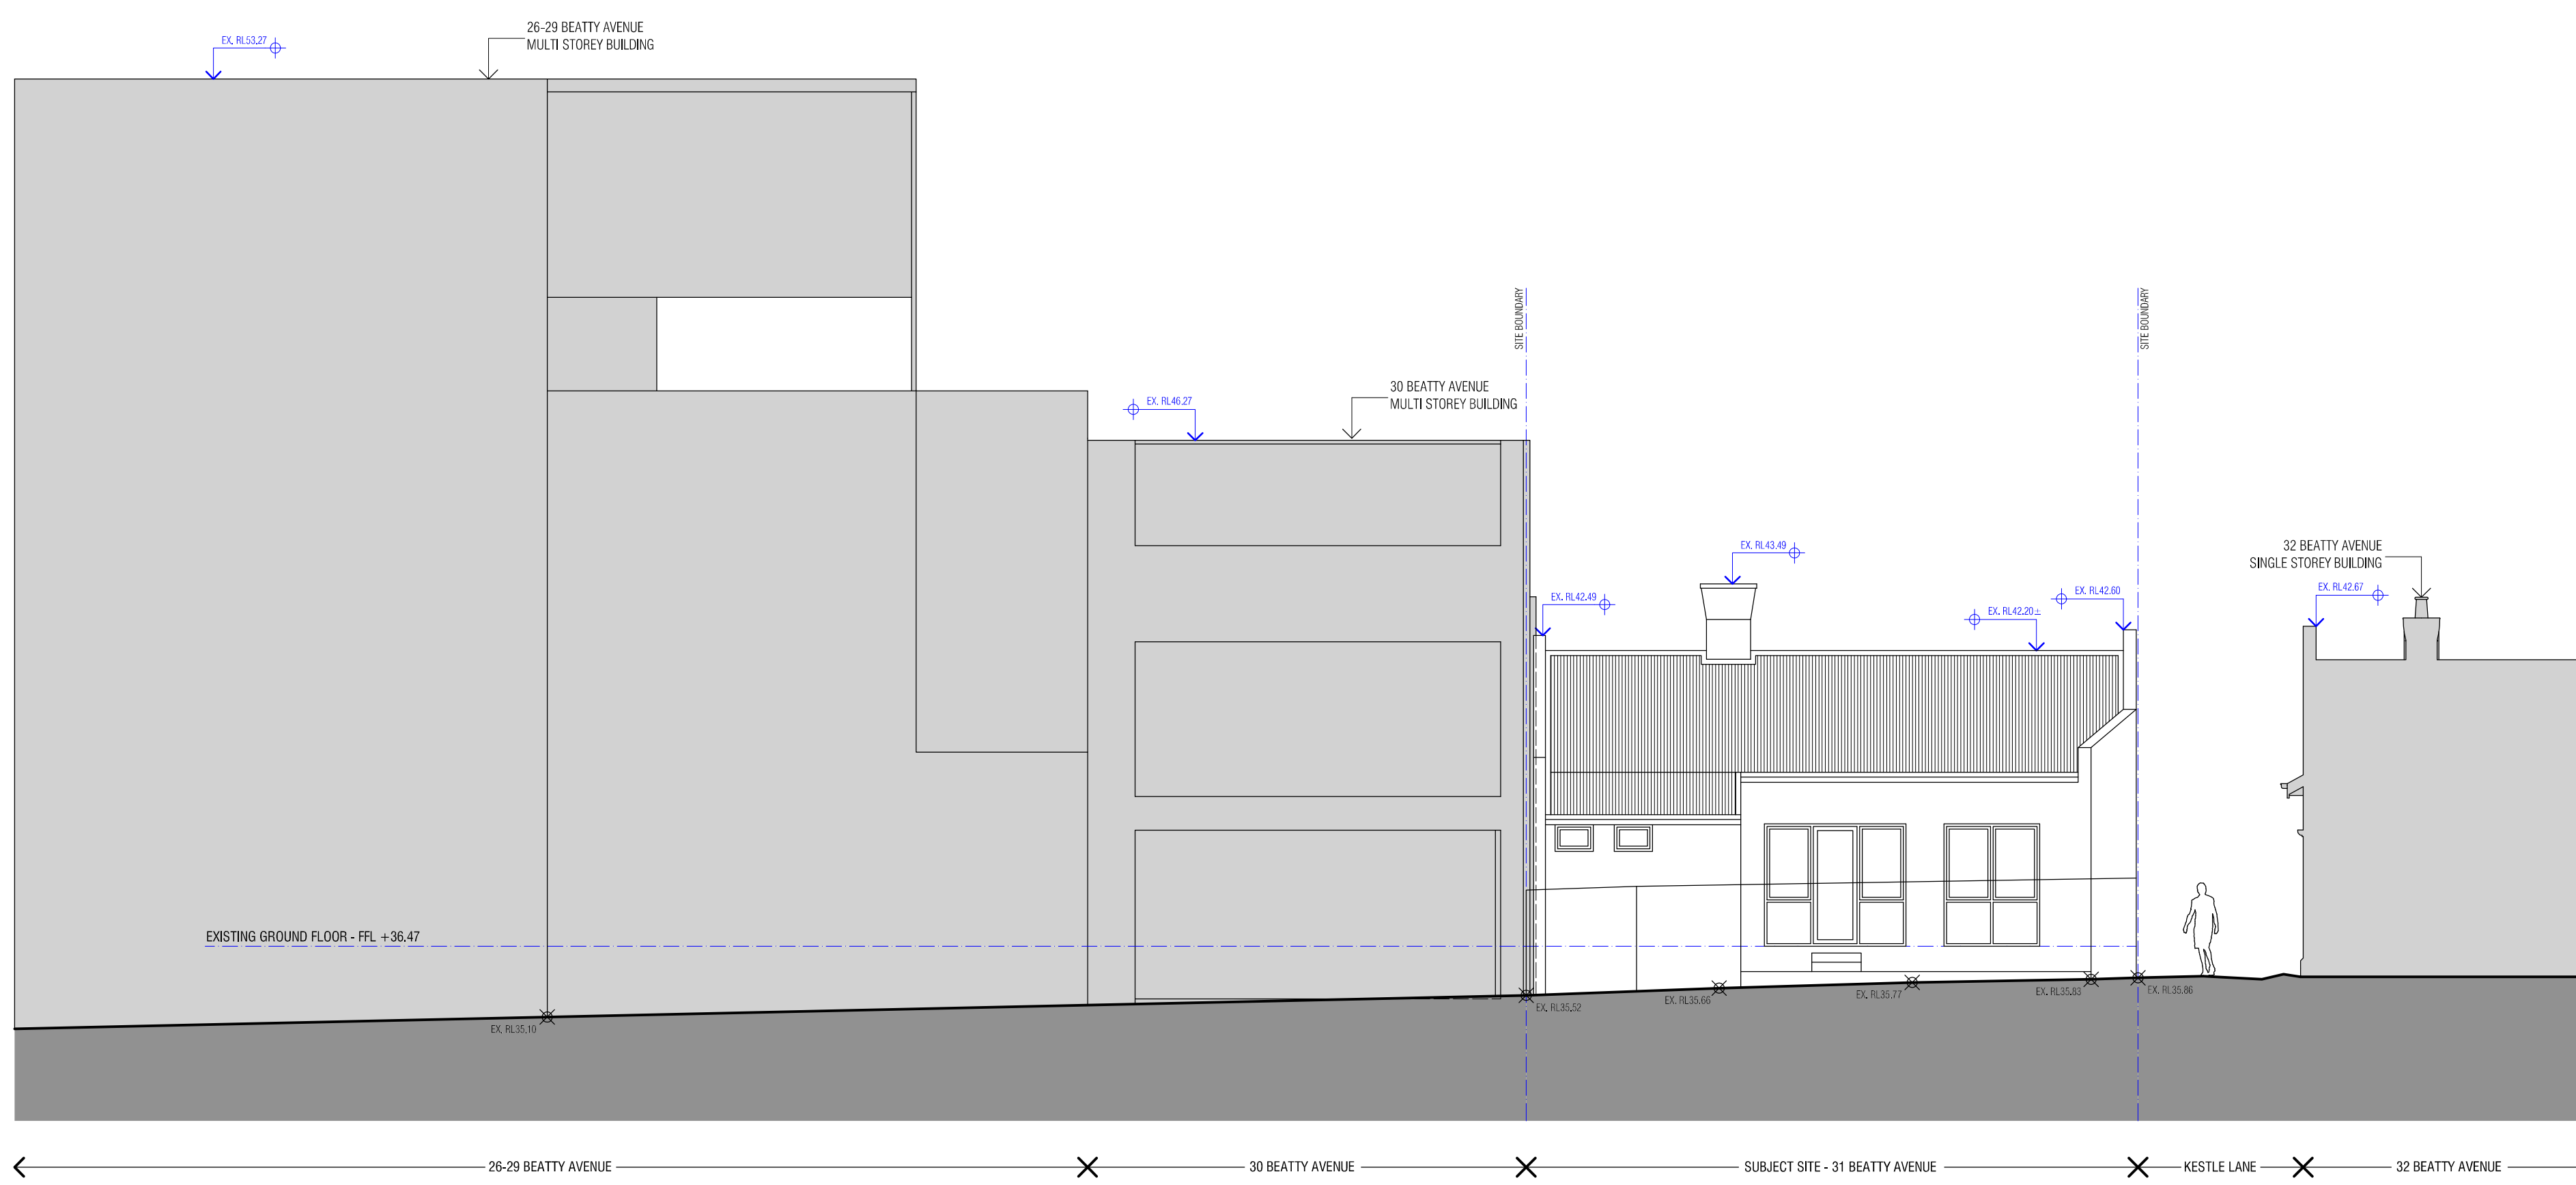 EX. RL53.27
26-29 BEATTY AVENUE
MULTI STOREY BUILDING
SITE BOUNDARY
SITE BOUNDARY
30 BEATTY AVENUE
MULTI STOREY BUILDING
EX. RL46.27
EX. RL43.49
32 BEATTY AVENUE
SINGLE STOREY BUILDING
EX. RL42.49
EX. RL42.20±
EX. RL42.60
EX. RL42.67
EXISTING GROUND FLOOR - FFL +36.47
EX. RL35.10
EX. RL35.52
EX. RL35.66
EX. RL35.77
EX. RL35.83
EX. RL35.86
26-29 BEATTY AVENUE
30 BEATTY AVENUE
SUBJECT SITE - 31 BEATTY AVENUE
KESTLE LANE
32 BEATTY AVENUE